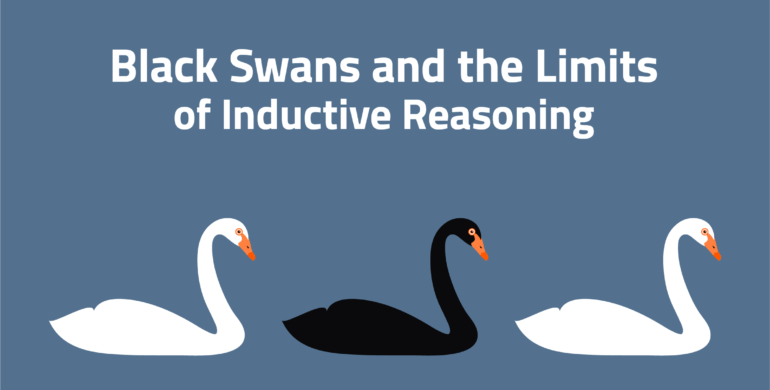 Black Swans and the Limits
of Inductive Reasoning